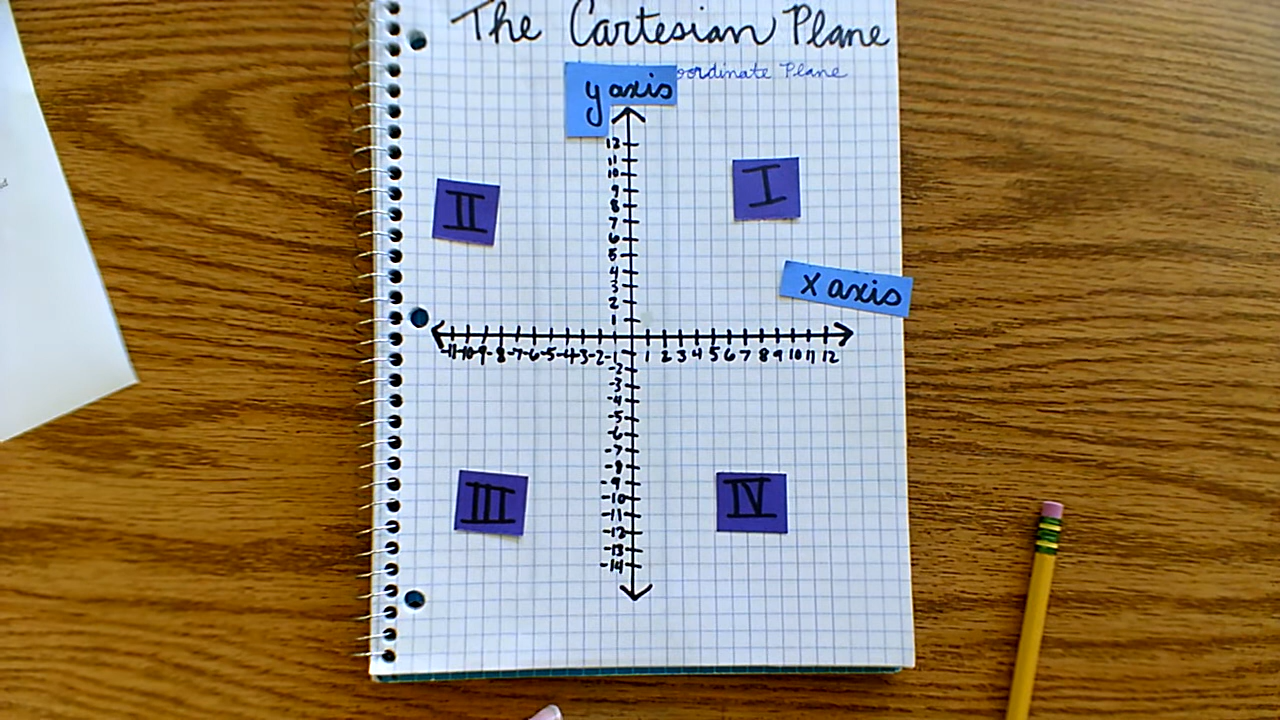 The Cartesian Plane
oordinate Plane
y axis
12
11
10
9
8
7
6
5
4
3
2
1
I
II
x axis
-11 -10 -9 -8 -7 -6 -5 -4 -3 -2 -1 1 2 3 4 5 6 7 8 9 10 11 12
-2
-3
-4
-5
-6
-7
-8
-9
-10
-11
-12
-13
-14
III
IV